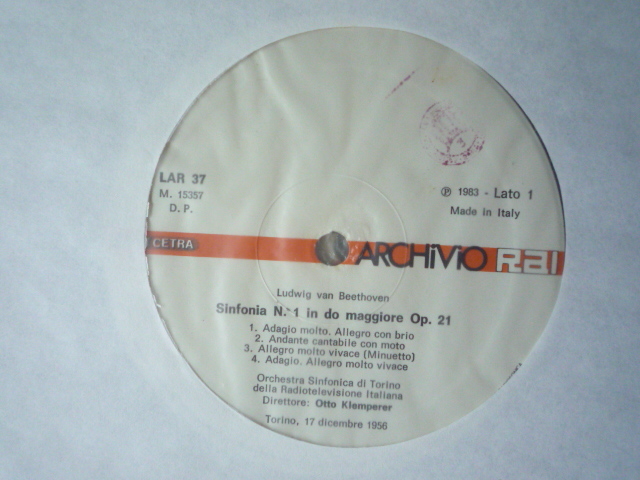 LAR 37
M. 15357
D. P.
℗ 1983 - Lato 1
Made in Italy
CETRA
ARCHiViO RAI
Ludwig van Beethoven
Sinfonia N. 1 in do maggiore Op. 21
1. Adagio molto. Allegro con brio
2. Andante cantabile con moto
3. Allegro molto vivace (Minuetto)
4. Adagio. Allegro molto vivace
Orchestra Sinfonica di Torino
della Radiotelevisione Italiana
Direttore: Otto Klemperer
Torino, 17 dicembre 1956